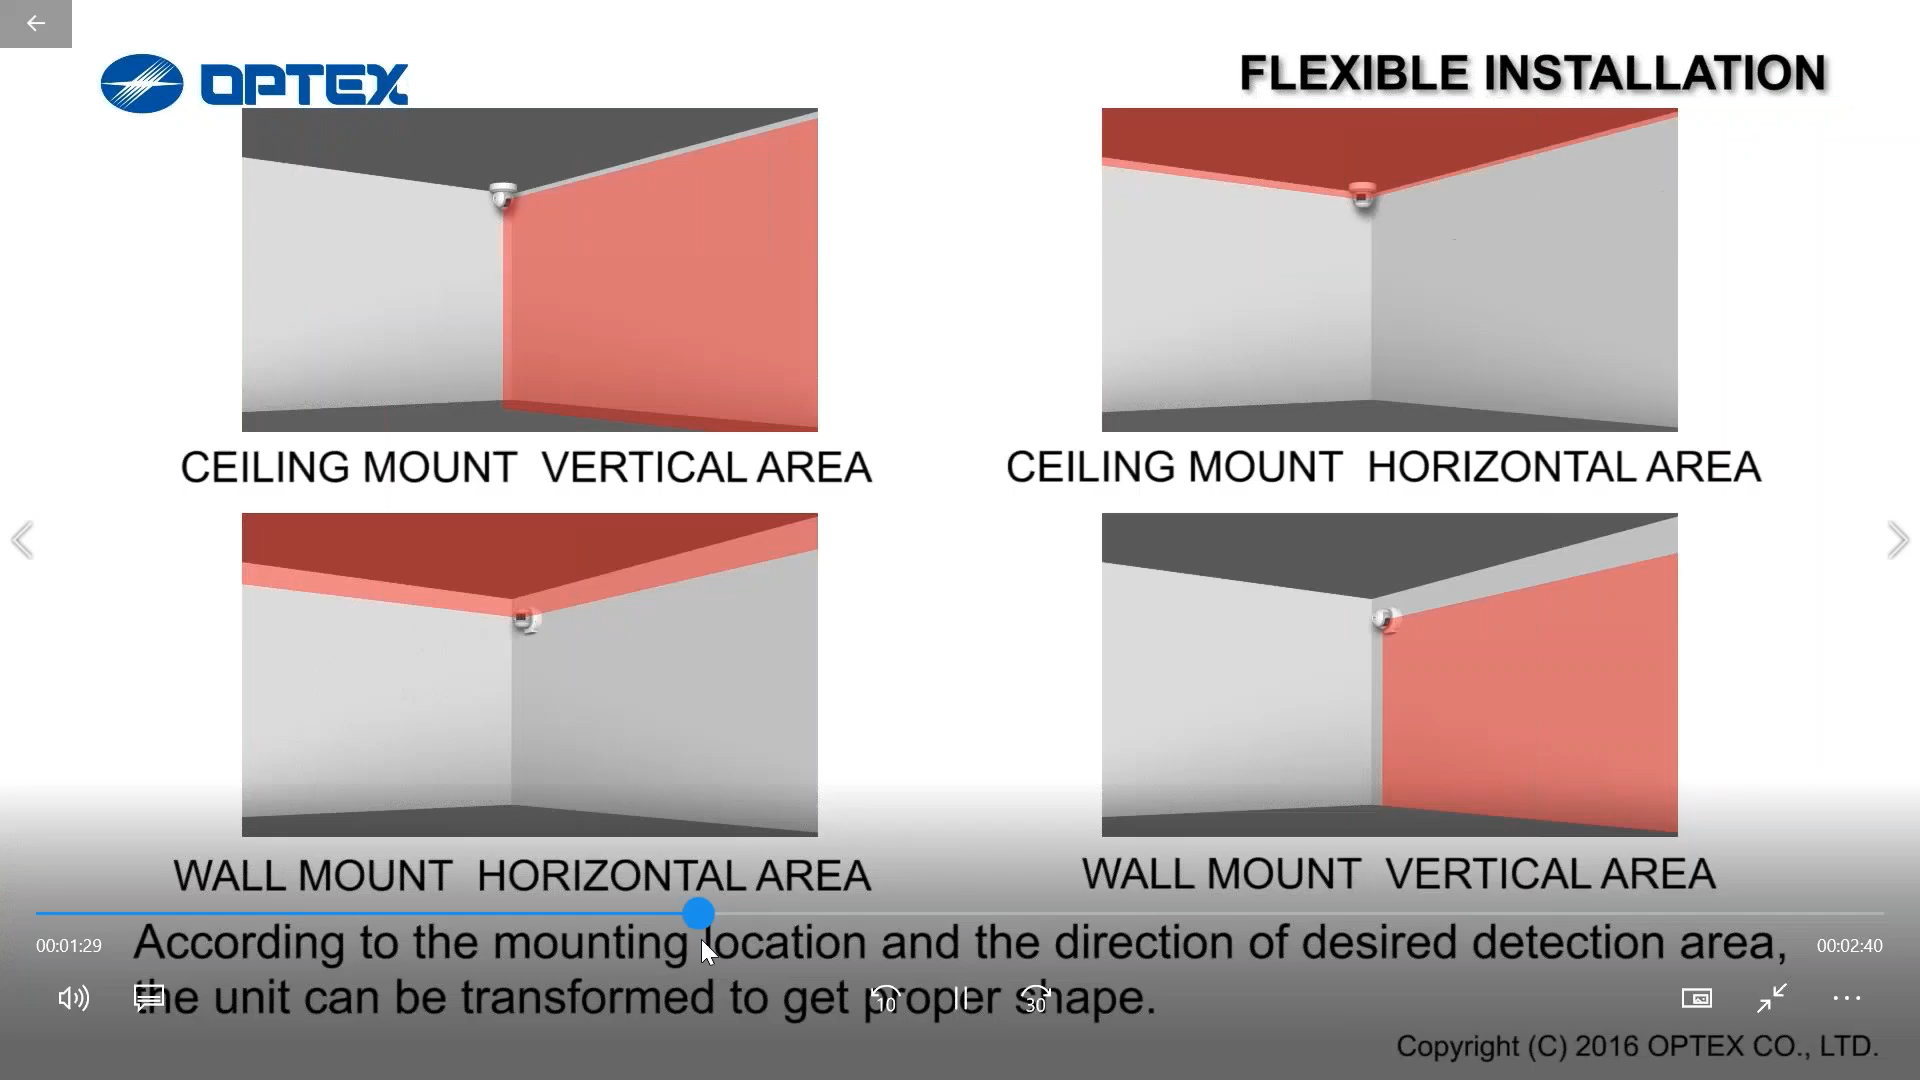 OPTEX
FLEXIBLE INSTALLATION
CEILING MOUNT VERTICAL AREA
CEILING MOUNT HORIZONTAL AREA
WALL MOUNT HORIZONTAL AREA
WALL MOUNT VERTICAL AREA
00:01:29
00:02:40
According to the mounting location and the direction of desired detection area,
the unit can be transformed to get proper shape.
10
30
Copyright (C) 2016 OPTEX CO., LTD.